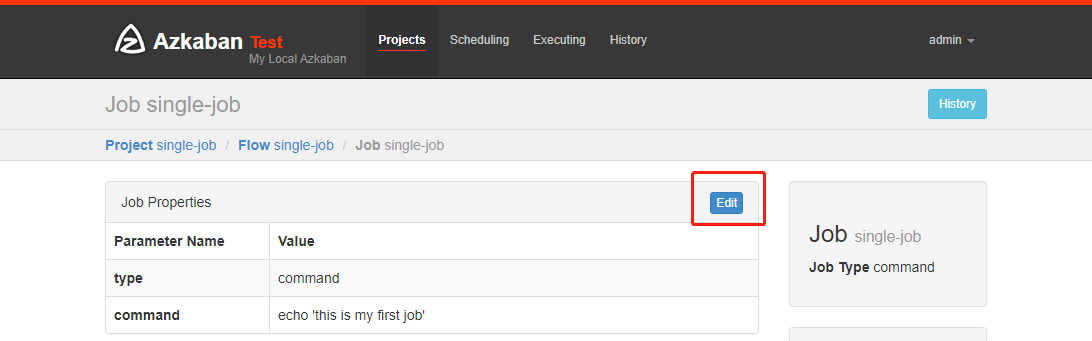 Azkaban Test
My Local Azkaban
Projects Scheduling Executing History admin
Job single-job
History
Project single-job / Flow single-job / Job single-job
Job Properties
Edit
Parameter Name Value
type command
command echo 'this is my first job'
Job single-job
Job Type command